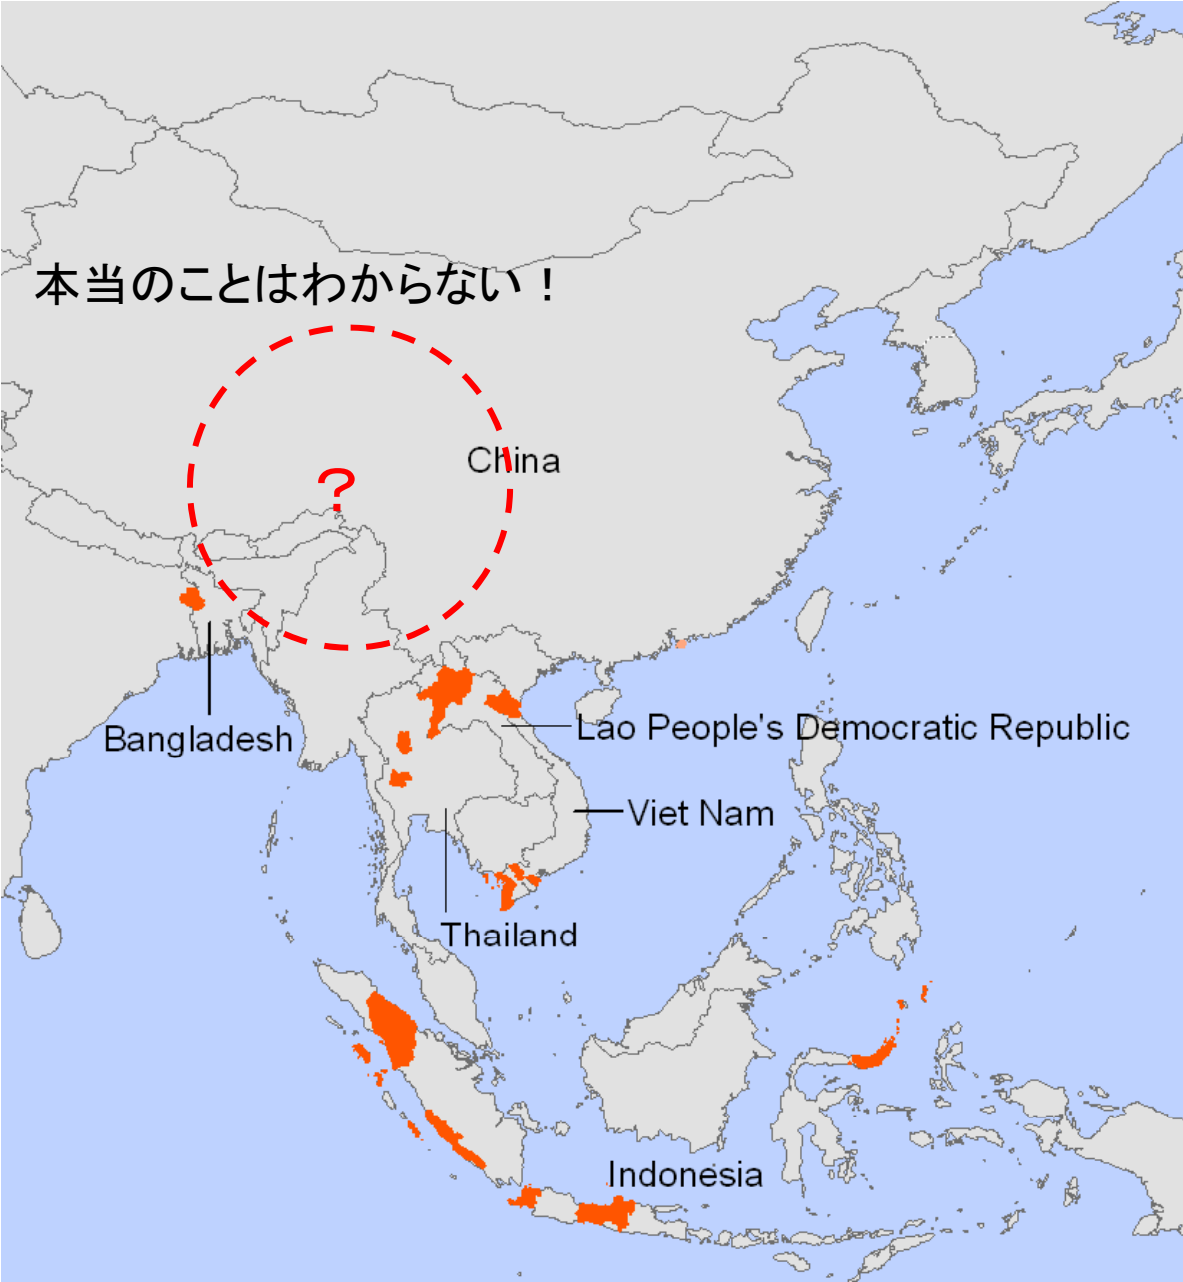 本当のことはわからない！
China
？
Bangladesh
Lao People's Democratic Republic
Viet Nam
Thailand
Indonesia